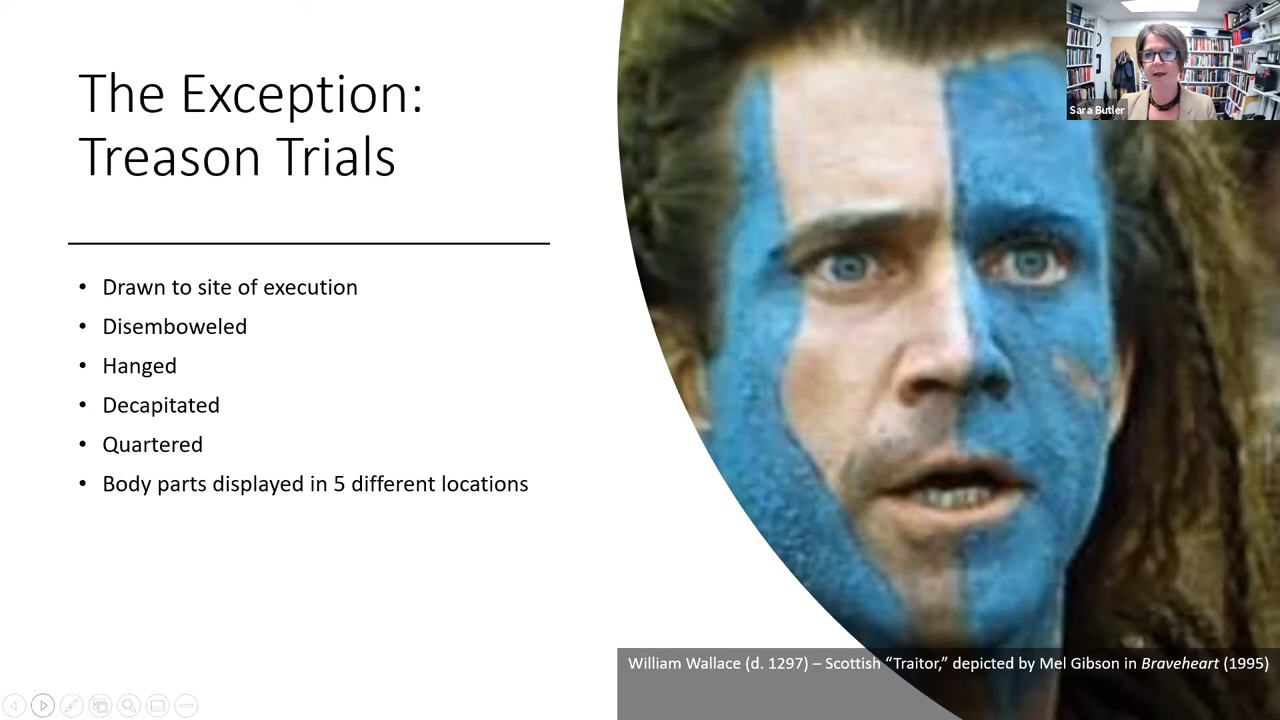 The Exception:
Treason Trials
• Drawn to site of execution
• Disemboweled
• Hanged
• Decapitated
• Quartered
• Body parts displayed in 5 different locations
Sara Butler
William Wallace (d. 1297) – Scottish “Traitor,” depicted by Mel Gibson in Braveheart (1995)